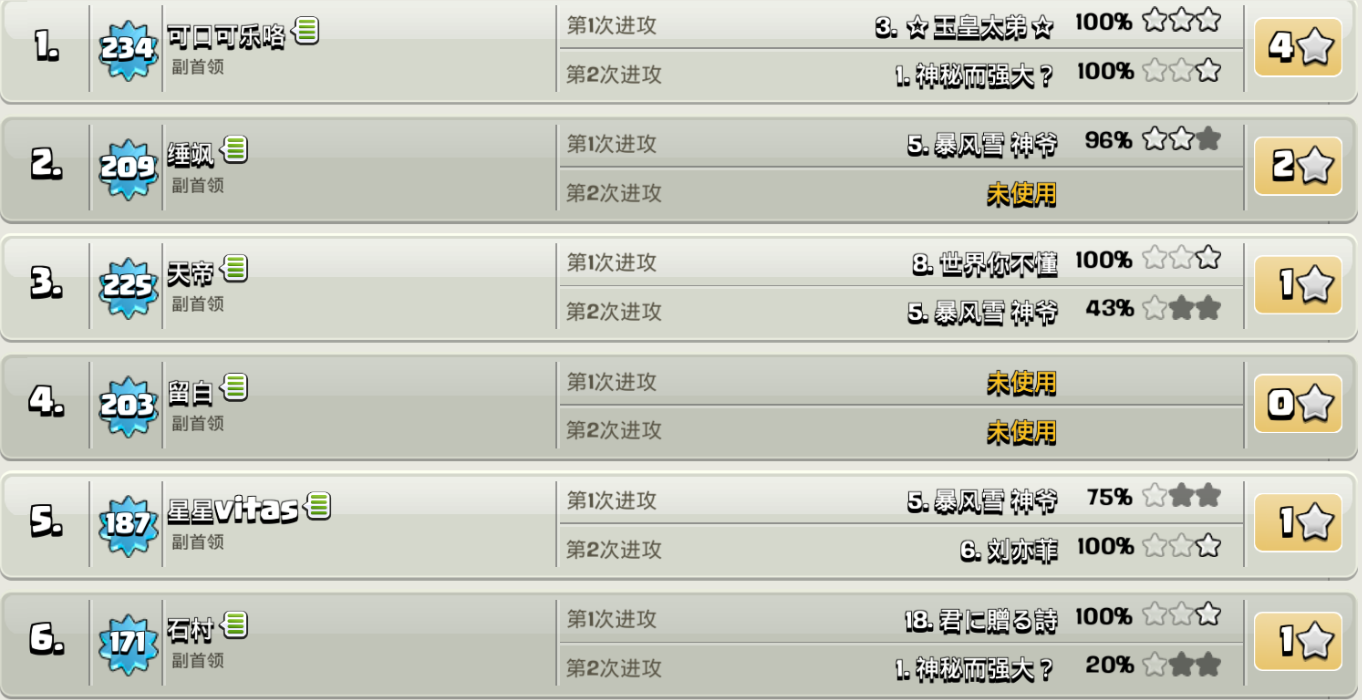 1.
234
可口可乐咯
副首领
第1次进攻
3. ☆玉皇太弟☆ 100%
第2次进攻
1. 神秘而强大? 100%
4
2.
209
缍飒
副首领
第1次进攻
5. 暴风雪 神爷 96%
第2次进攻
未使用
2
3.
225
天帝
副首领
第1次进攻
8. 世界你不懂 100%
第2次进攻
5. 暴风雪 神爷 43%
1
4.
203
留白
副首领
第1次进攻
未使用
第2次进攻
未使用
0
5.
187
星星vitas
副首领
第1次进攻
5. 暴风雪 神爷 75%
第2次进攻
6. 刘亦菲 100%
1
6.
171
石村
副首领
第1次进攻
18. 君に贈る詩 100%
第2次进攻
1. 神秘而强大? 20%
1